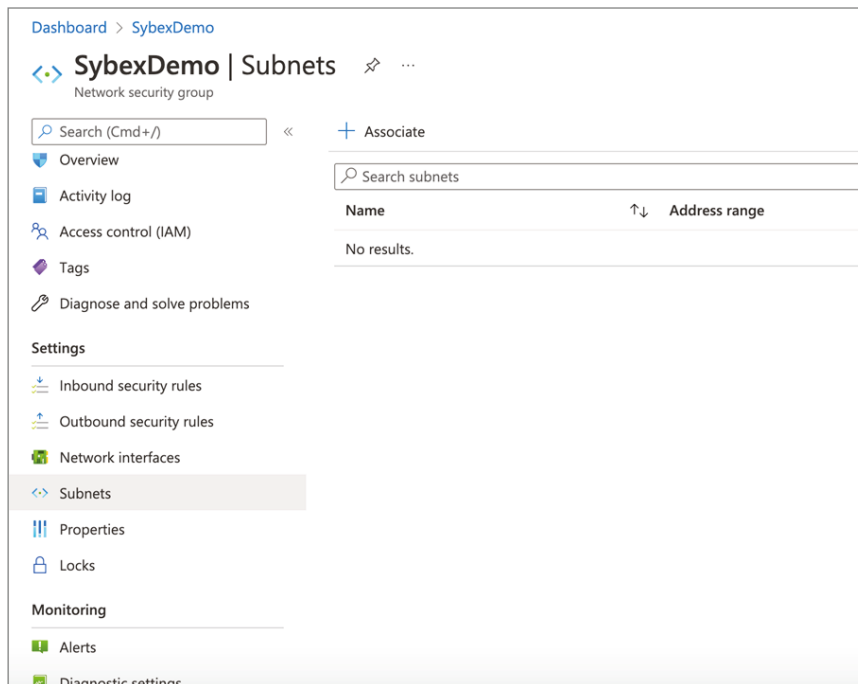 Dashboard > SybexDemo
SybexDemo | Subnets
Network security group
Search (Cmd+/)
«
Associate
Overview
Search subnets
Activity log
Name
Address range
Access control (IAM)
No results.
Tags
Diagnose and solve problems
Settings
Inbound security rules
Outbound security rules
Network interfaces
Subnets
Properties
Locks
Monitoring
Alerts
Diagnostic settings